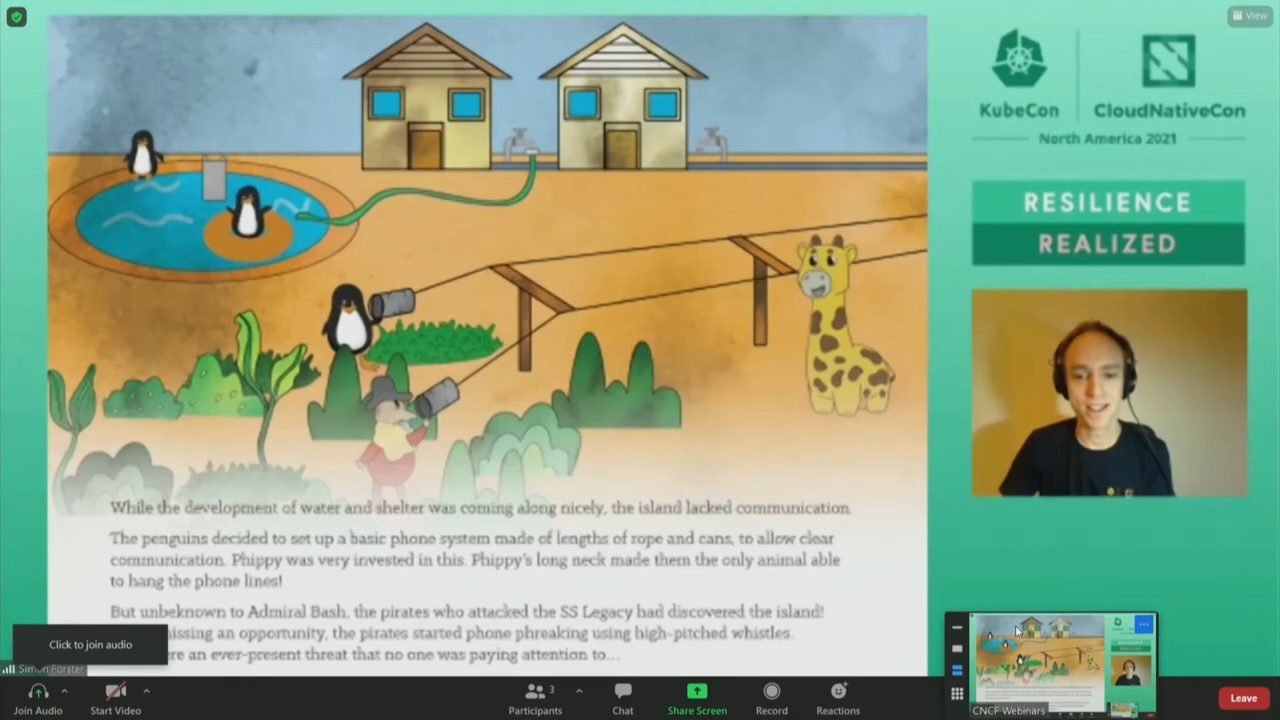 View
KubeCon
CloudNativeCon
North America 2021
RESILIENCE
REALIZED
While the development of water and shelter was coming along nicely, the island lacked communication.
The penguins decided to set up a basic phone system made of lengths of rope and cans, to allow clear
communication. Phippy was very invested in this. Phippy's long neck made them the only animal able
to hang the phone lines!
But unbeknown to Admiral Bash, the pirates who attacked the SS Legacy had discovered the island!
missing an opportunity, the pirates started phone phreaking using high-pitched whistles.
an ever-present threat that no one was paying attention to...
Click to join audio
Simon Forster
CNCF Webinars
Join Audio
Start Video
Participants
3
Chat
Share Screen
Record
Reactions
Leave